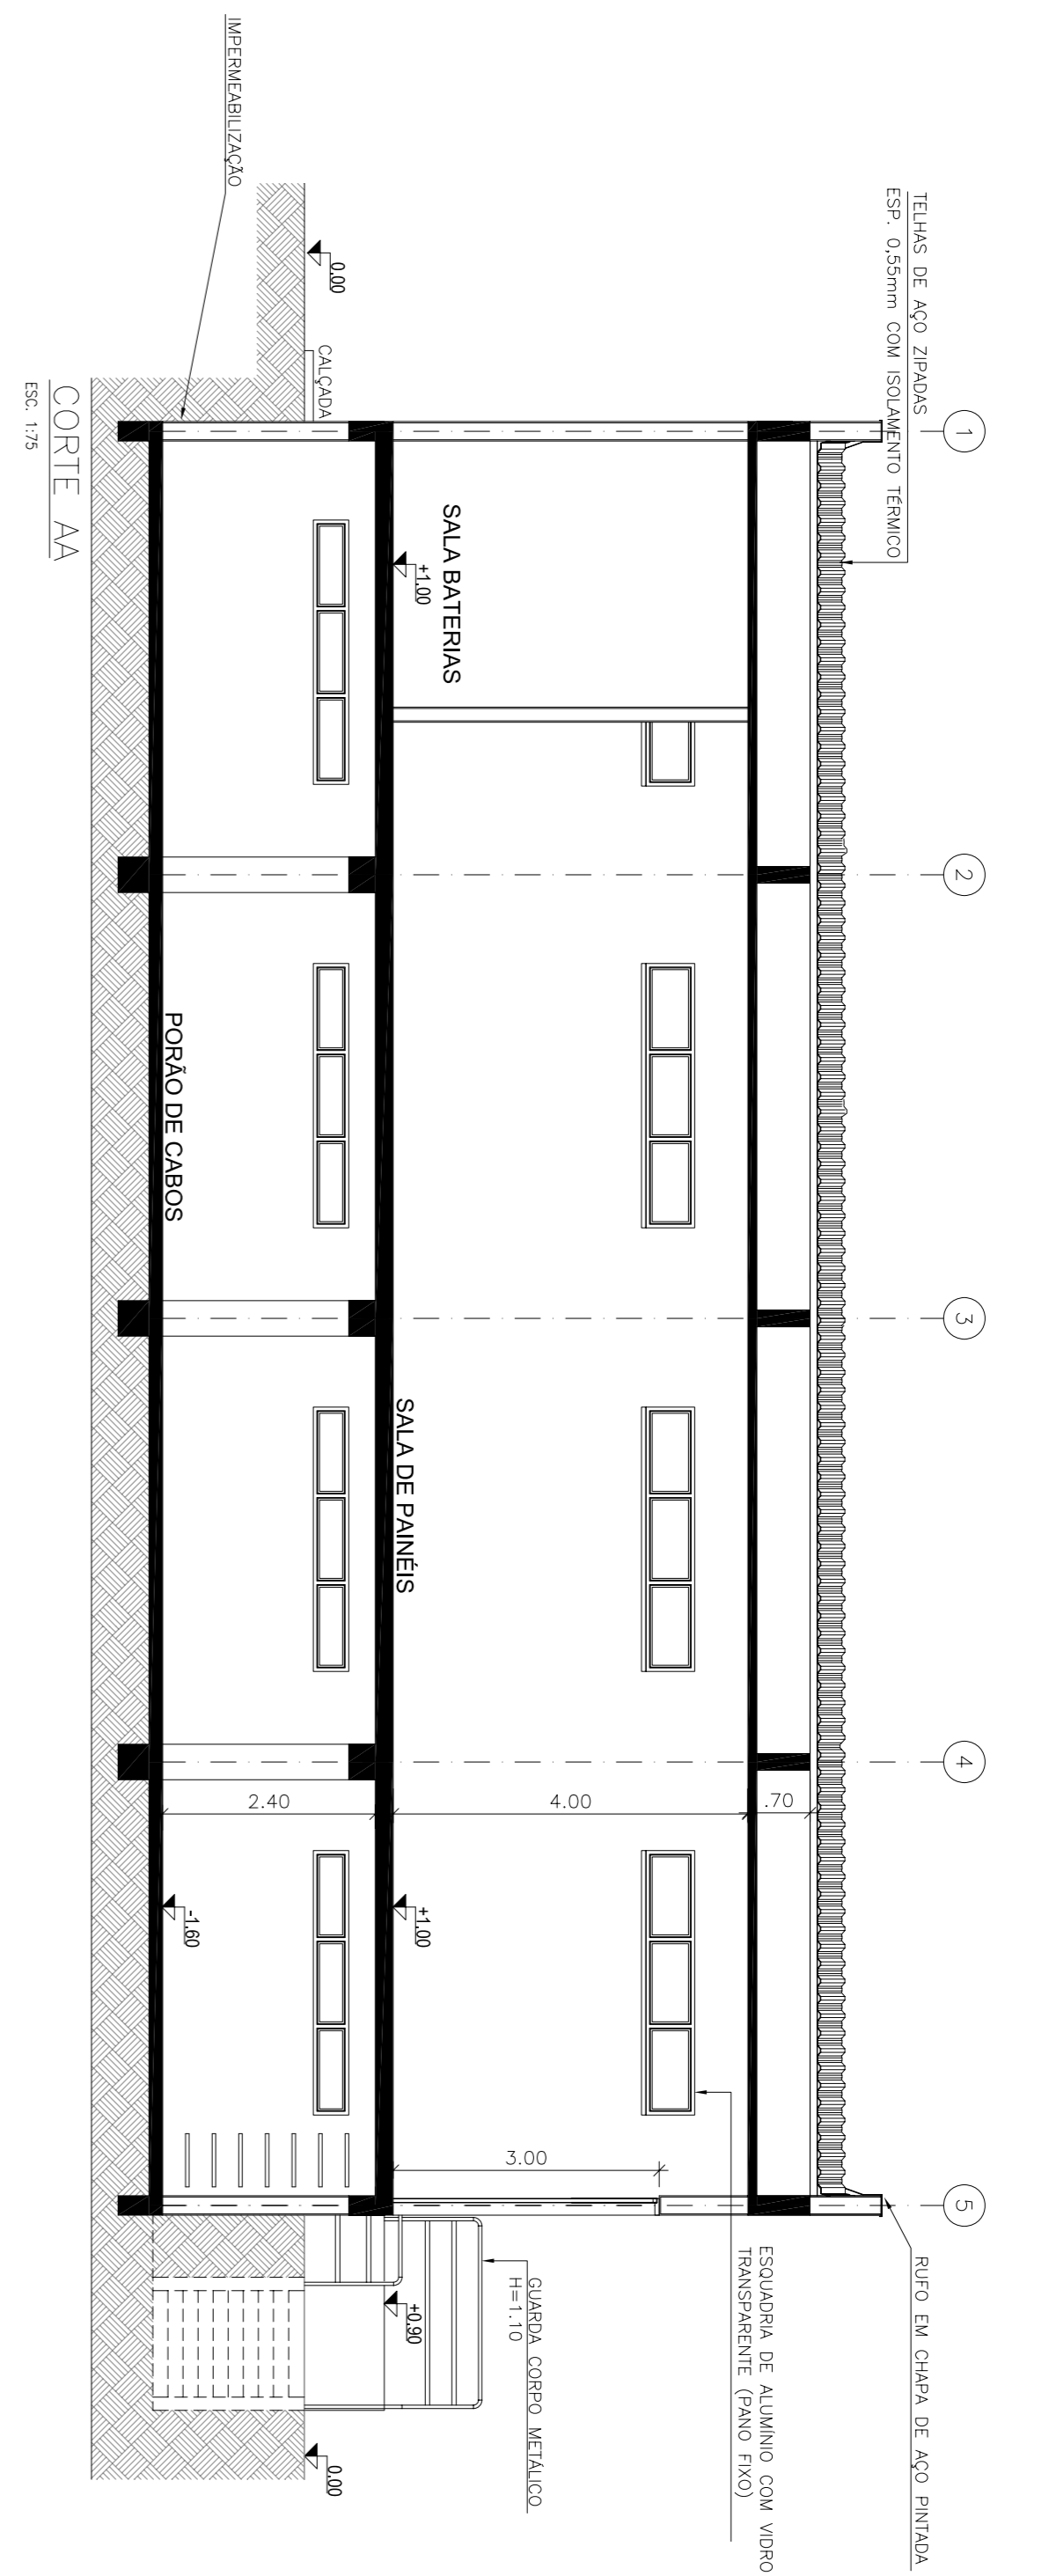 1
2
3
4
5
TELHAS DE AÇO ZIPADAS
ESP. 0,55mm COM ISOLAMENTO TÉRMICO
RUFO EM CHAPA DE AÇO PINTADA
.70
ESQUADRIA DE ALUMÍNIO COM VIDRO
TRANSPARENTE (PANO FIXO)
4.00
3.00
SALA BATERIAS
+1.00
SALA DE PAINÉIS
+1.00
GUARDA CORPO METÁLICO
H=1.10
+0.90
0.00
CALÇADA
0.00
2.40
PORÃO DE CABOS
-1.60
IMPERMEABILIZAÇÃO
CORTE AA
ESC. 1:75